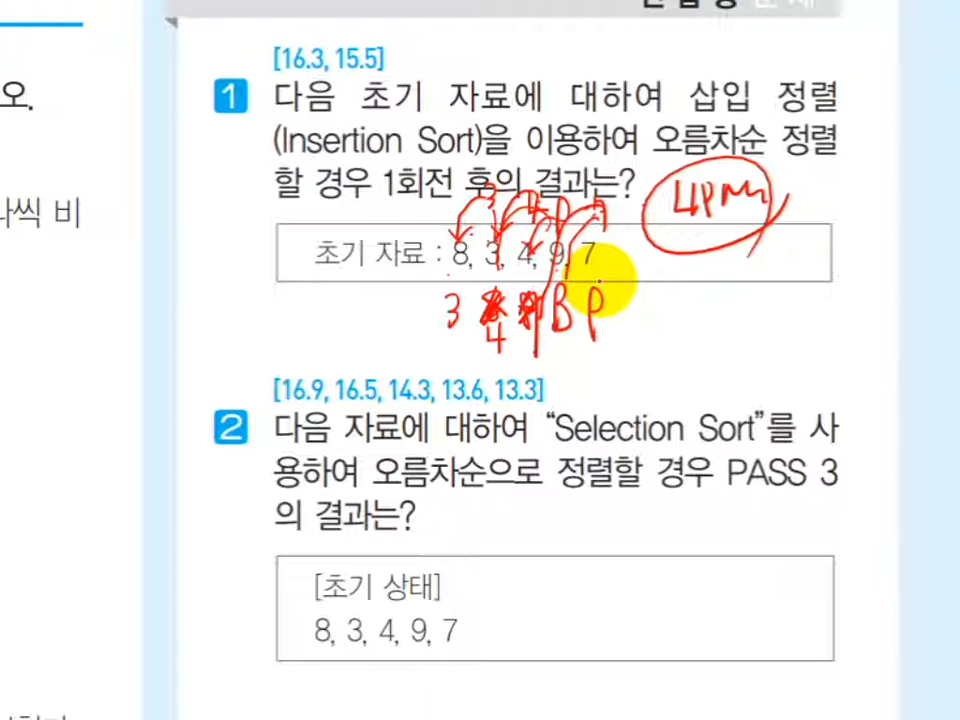 오.
나씩 비
[16.3, 15.5]
1 다음 초기 자료에 대하여 삽입 정렬
(Insertion Sort)을 이용하여 오름차순 정렬
할 경우 1회전 후의 결과는?
초기 자료 : 8, 3, 4, 9, 7
3
4
[16.9, 16.5, 14.3, 13.6, 13.3]
2 다음 자료에 대하여 “Selection Sort”를 사
용하여 오름차순으로 정렬할 경우 PASS 3
의 결과는?
[초기 상태]
8, 3, 4, 9, 7